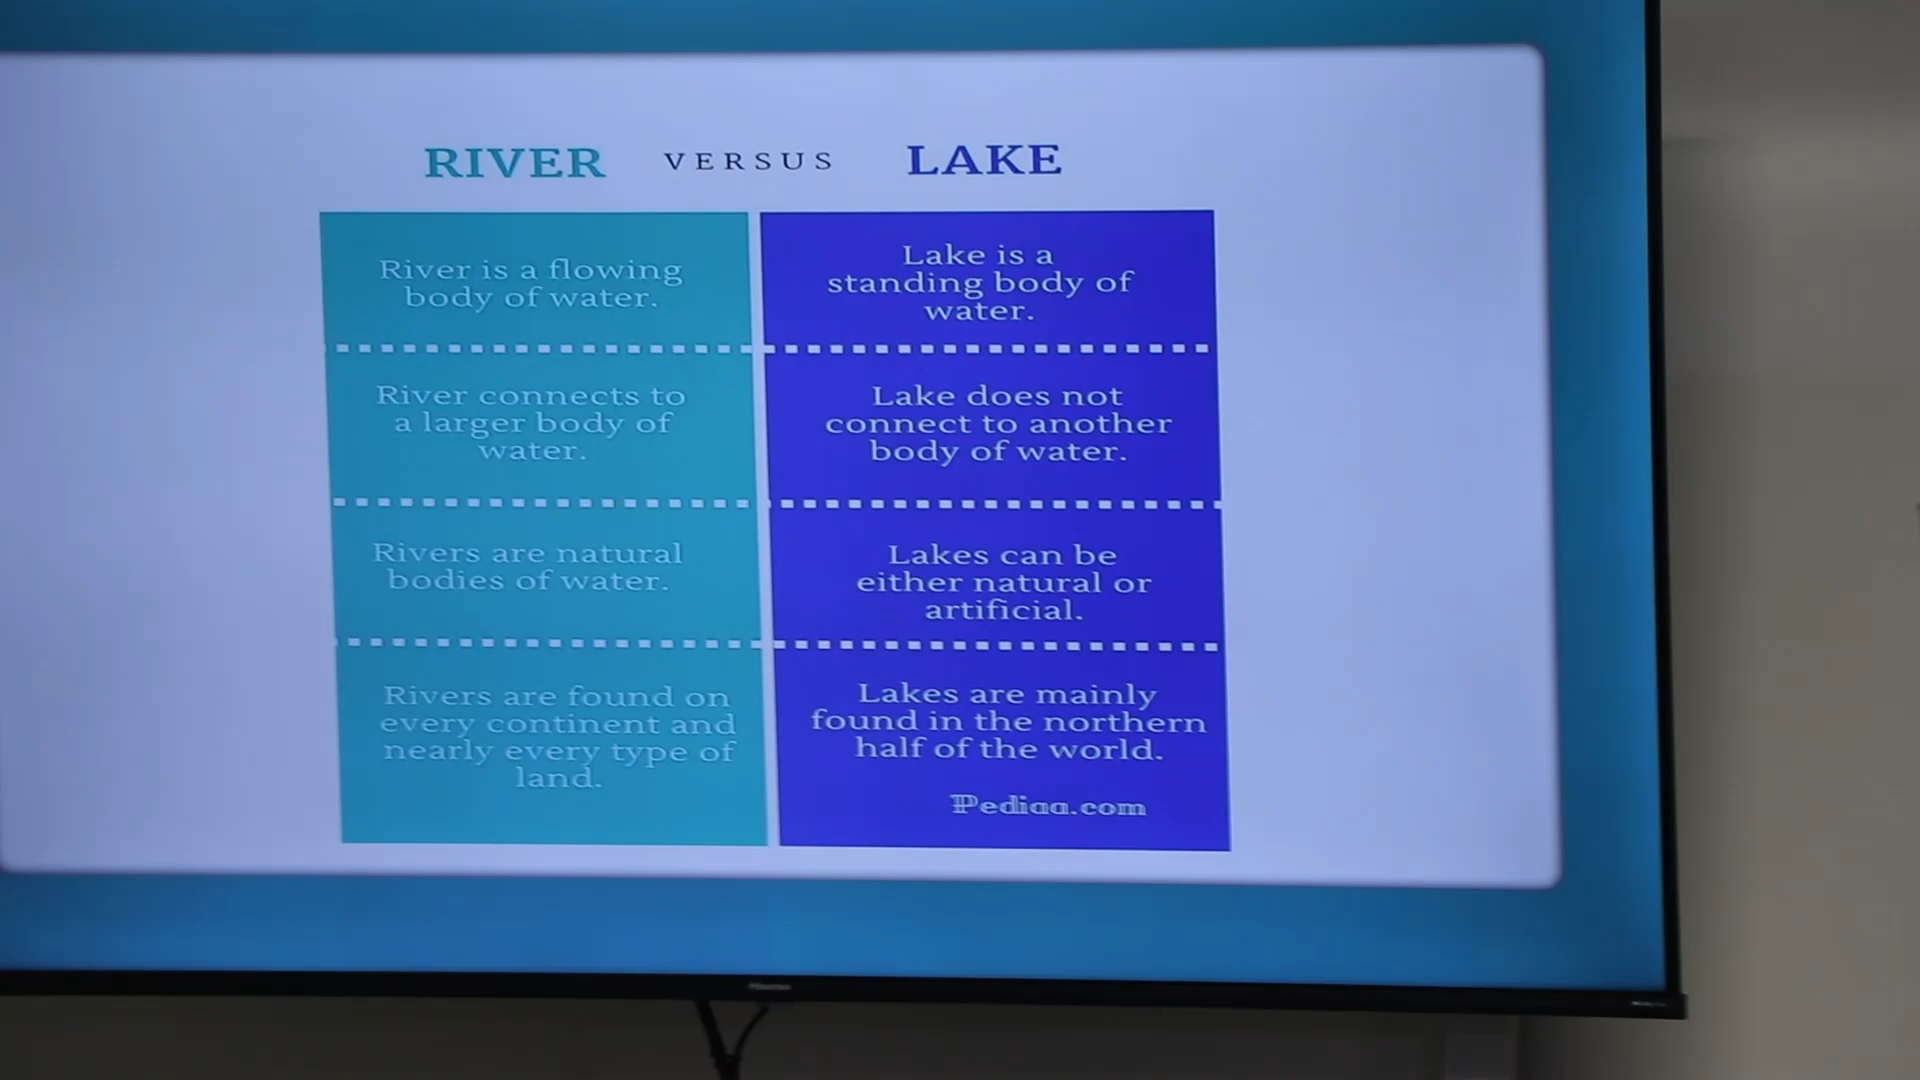 RIVER VERSUS LAKE
River is a flowing
body of water.
Lake is a
standing body of
water.
River connects to
a larger body of
water.
Lake does not
connect to another
body of water.
Rivers are natural
bodies of water.
Lakes can be
either natural or
artificial.
Rivers are found on
every continent and
nearly every type of
land.
Lakes are mainly
found in the northern
half of the world.
Pediaa.com